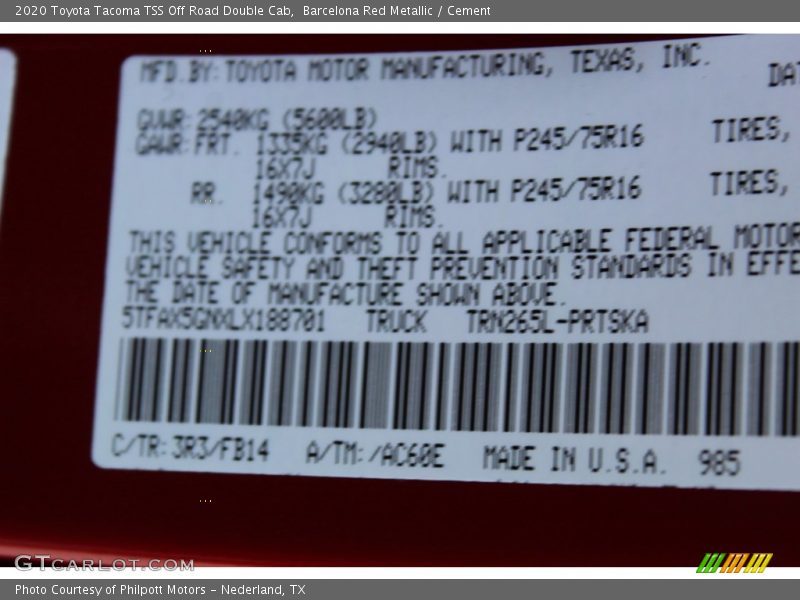 2020 Toyota Tacoma TSS Off Road Double Cab, Barcelona Red Metallic / Cement
MFD.BY:TOYOTA MOTOR MANUFACTURING, TEXAS, INC. DAT
GVWR:2540KG (5600LB)
GAWR:FRT. 1335KG (2940LB) WITH P245/75R16 TIRES,
16X7J RIMS.
RR. 1490KG (3280LB) WITH P245/75R16 TIRES,
16X7J RIMS.
THIS VEHICLE CONFORMS TO ALL APPLICABLE FEDERAL MOTOR
VEHICLE SAFETY AND THEFT PREVENTION STANDARDS IN EFFE
THE DATE OF MANUFACTURE SHOWN ABOVE.
5TFAX5GNXLX188701 TRUCK TRN265L-PRTSKA
C/TR:3R3/FB14 A/TM:/AC60E MADE IN U.S.A. 985
GTcarlot.com
Photo Courtesy of Philpott Motors - Nederland, TX